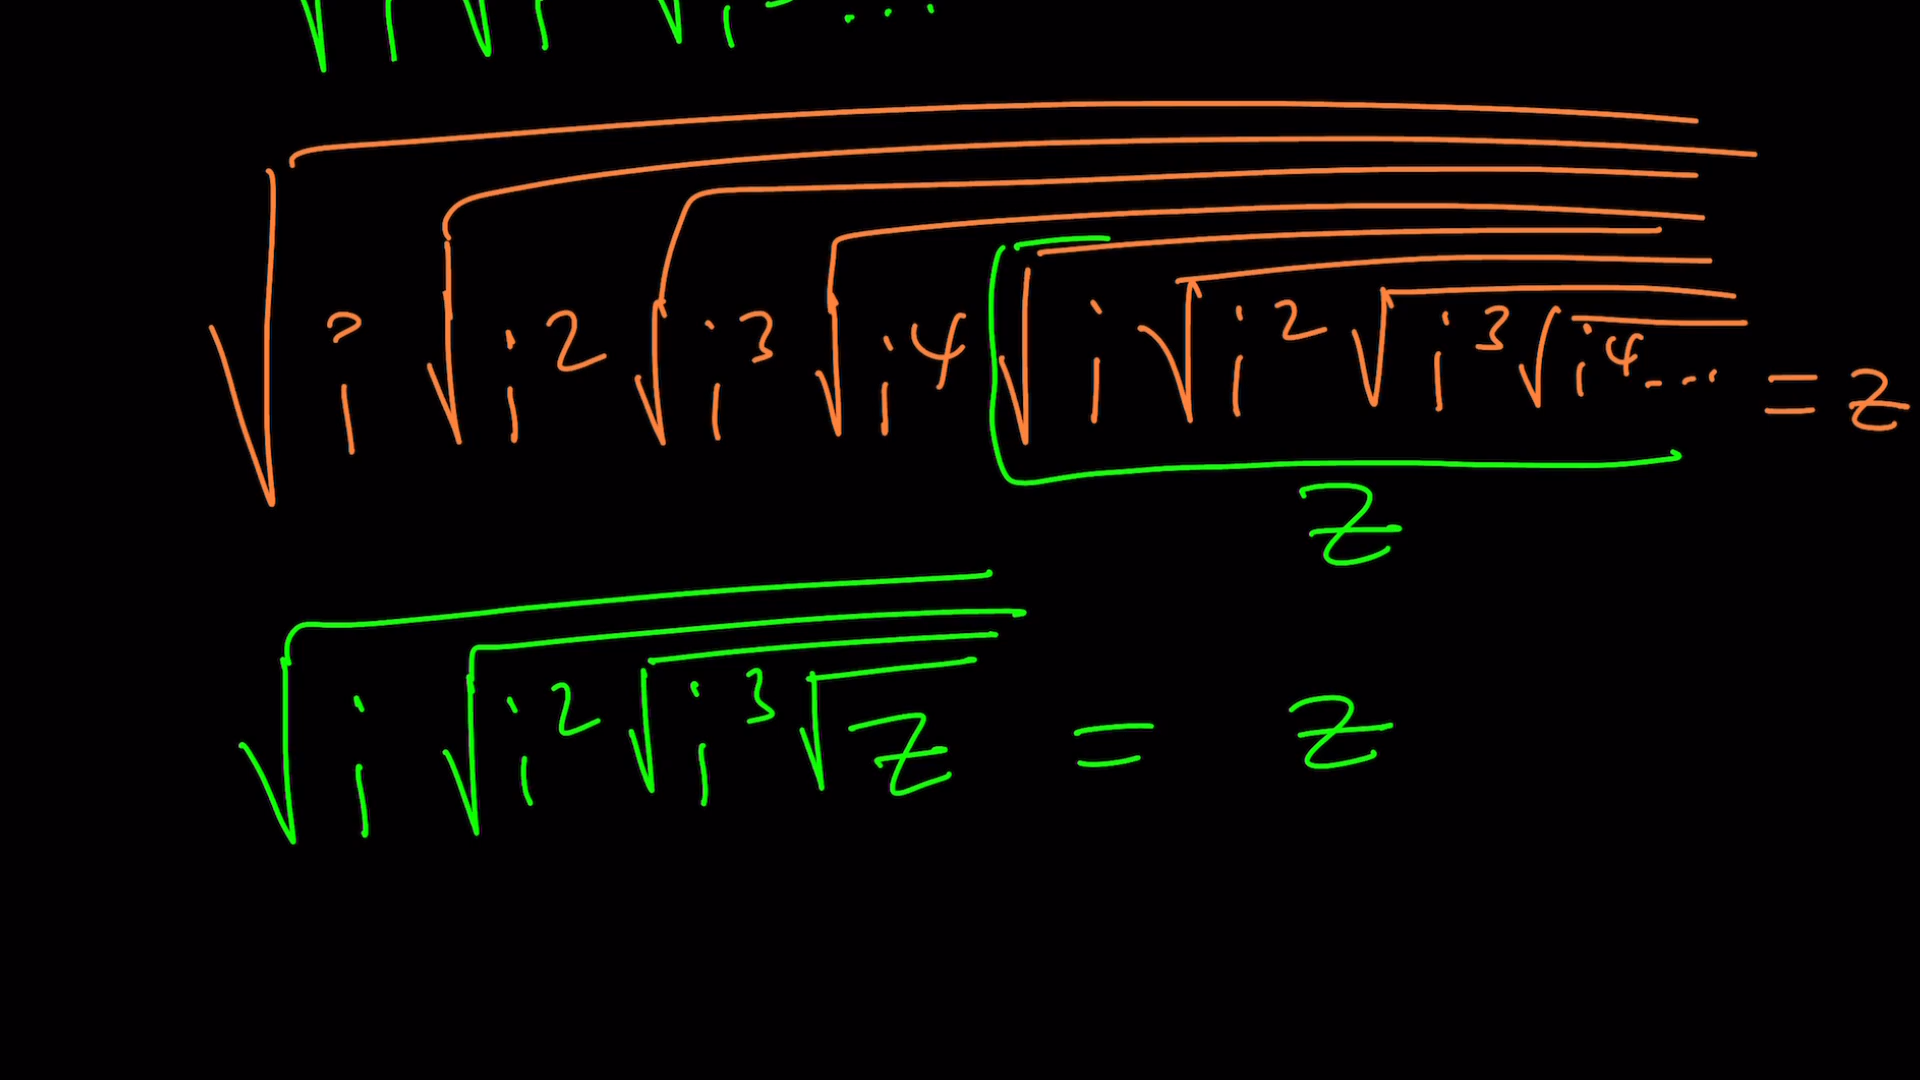 √i √i √i ...
√i√i²√i³√i⁴√i√i²√i³√i⁴... = z
z
√i√i²√i³√z = z